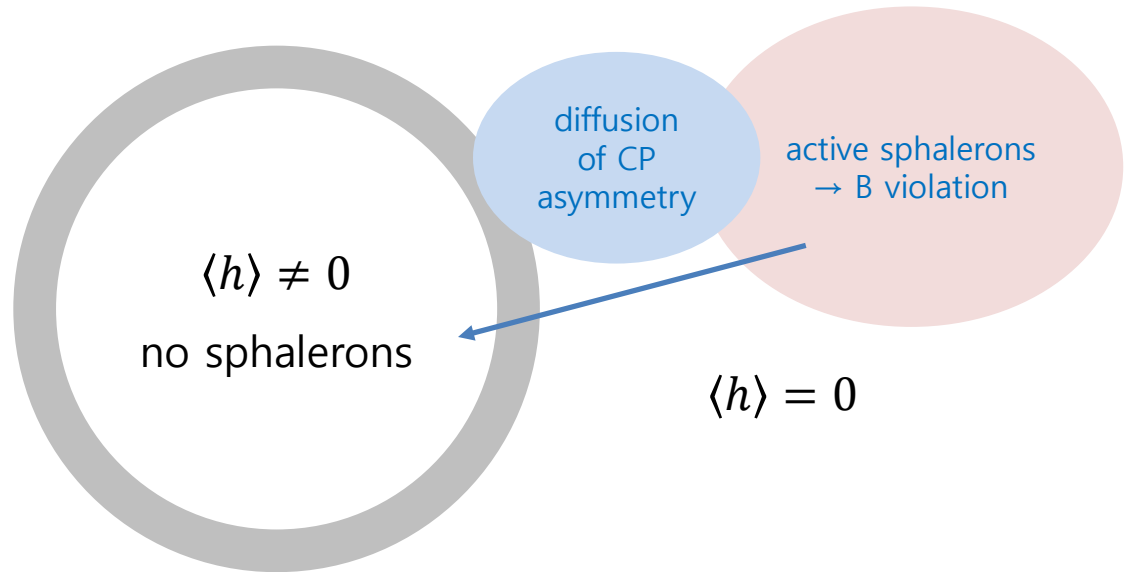 diffusion
of CP
asymmetry
active sphalerons
→ B violation
⟨ℎ⟩ ≠ 0
no sphalerons
⟨ℎ⟩ = 0